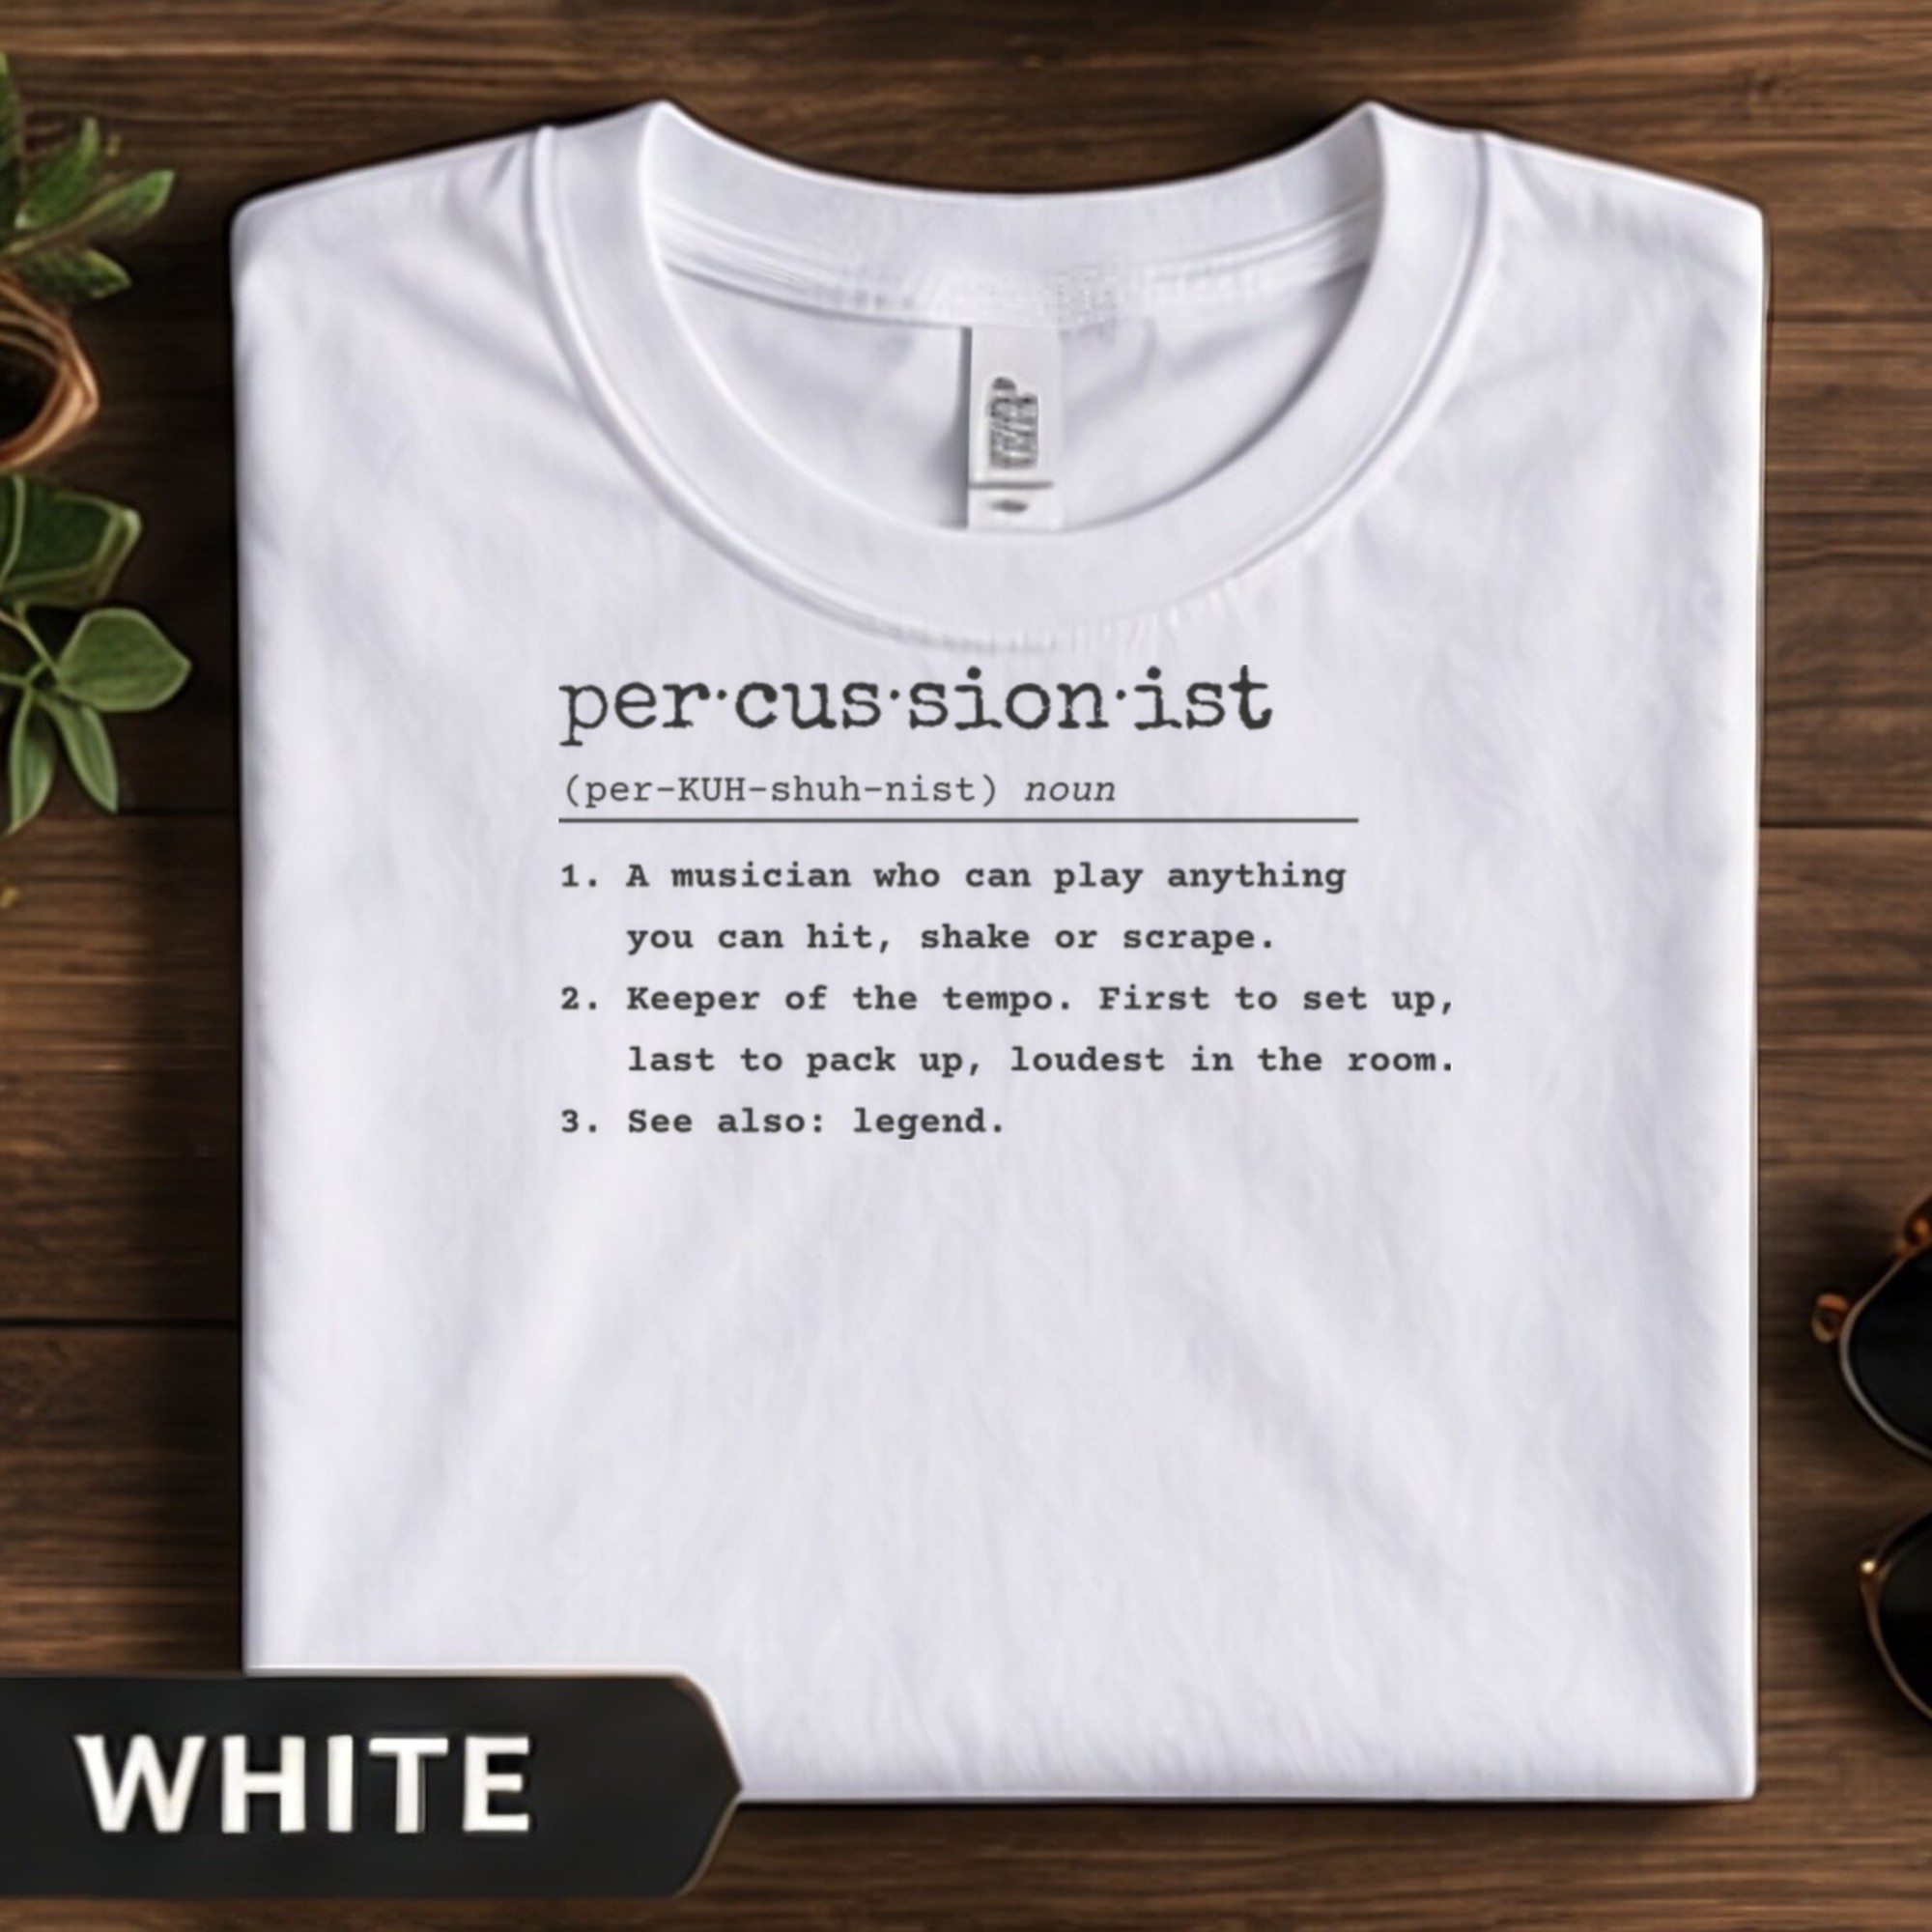 per·cus·sion·ist
(per-KUH-shuh-nist) noun
1. A musician who can play anything
you can hit, shake or scrape.
2. Keeper of the tempo. First to set up,
last to pack up, loudest in the room.
3. See also: legend.
WHITE